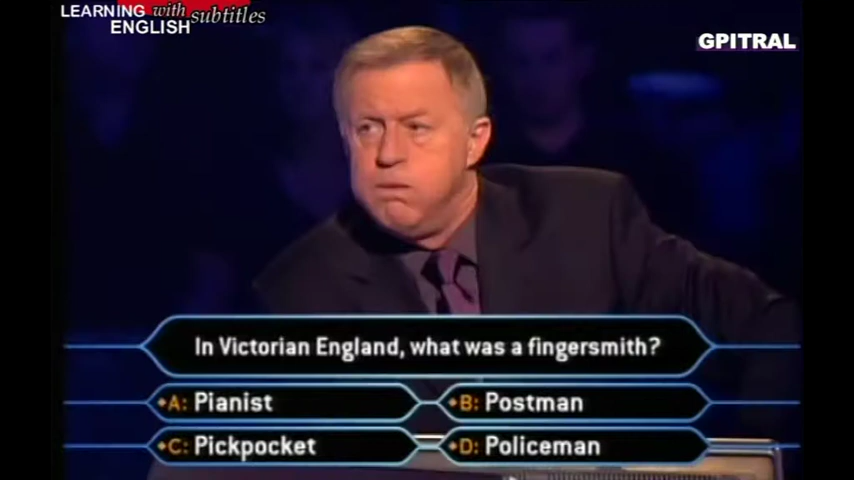 LEARNING with subtitles
ENGLISH
GPITRAL
In Victorian England, what was a fingersmith?
A: Pianist
B: Postman
C: Pickpocket
D: Policeman